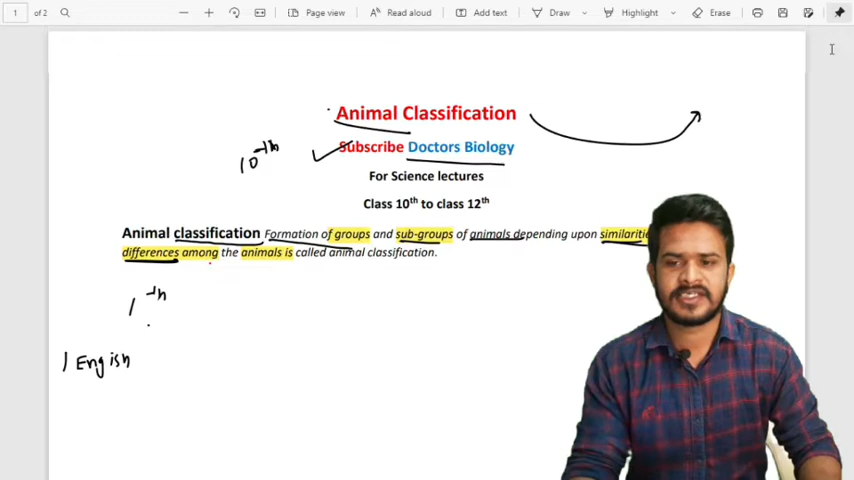 1 of 2 Page view Read aloud Add text Draw Highlight Erase
Animal Classification
10th
Subscribe Doctors Biology
For Science lectures
Class 10th to class 12th
Animal classification Formation of groups and sub-groups of animals depending upon
differences among the animals is called animal classification.
1th
1 Engish